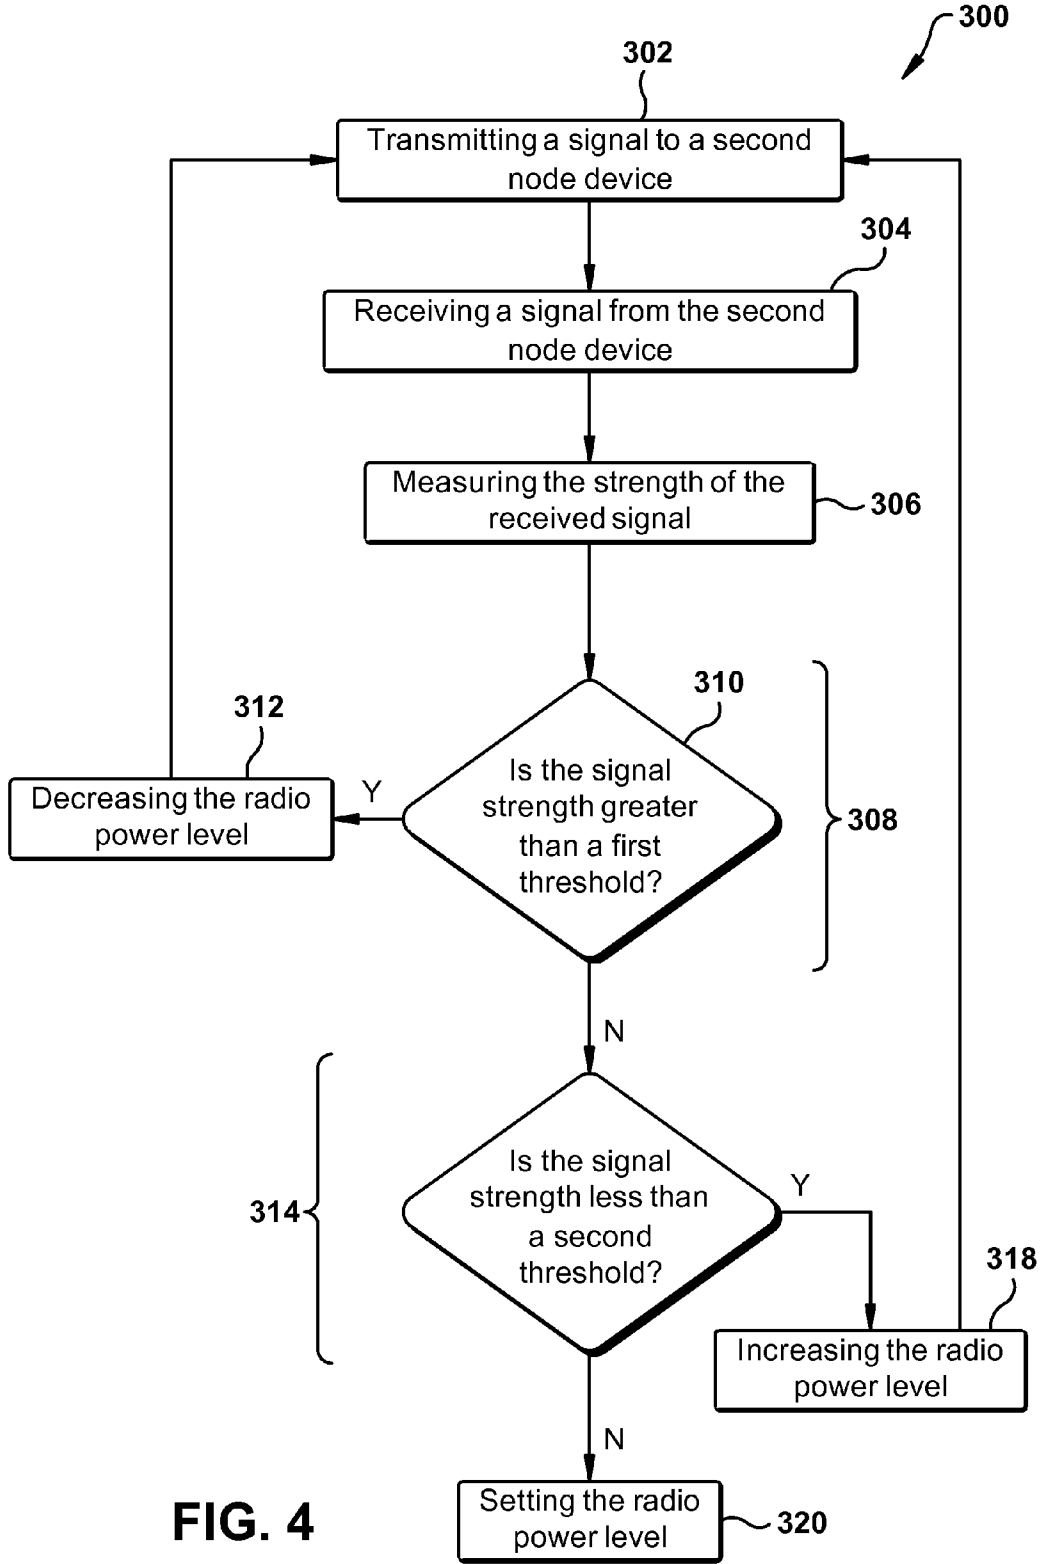 300
302
Transmitting a signal to a second
node device
304
Receiving a signal from the second
node device
Measuring the strength of the
received signal
306
310
312
Is the signal
strength greater
than a first
threshold?
308
Y
Decreasing the radio
power level
N
314
Is the signal
strength less than
a second
threshold?
Y
318
Increasing the radio
power level
N
Setting the radio
power level
320
FIG. 4